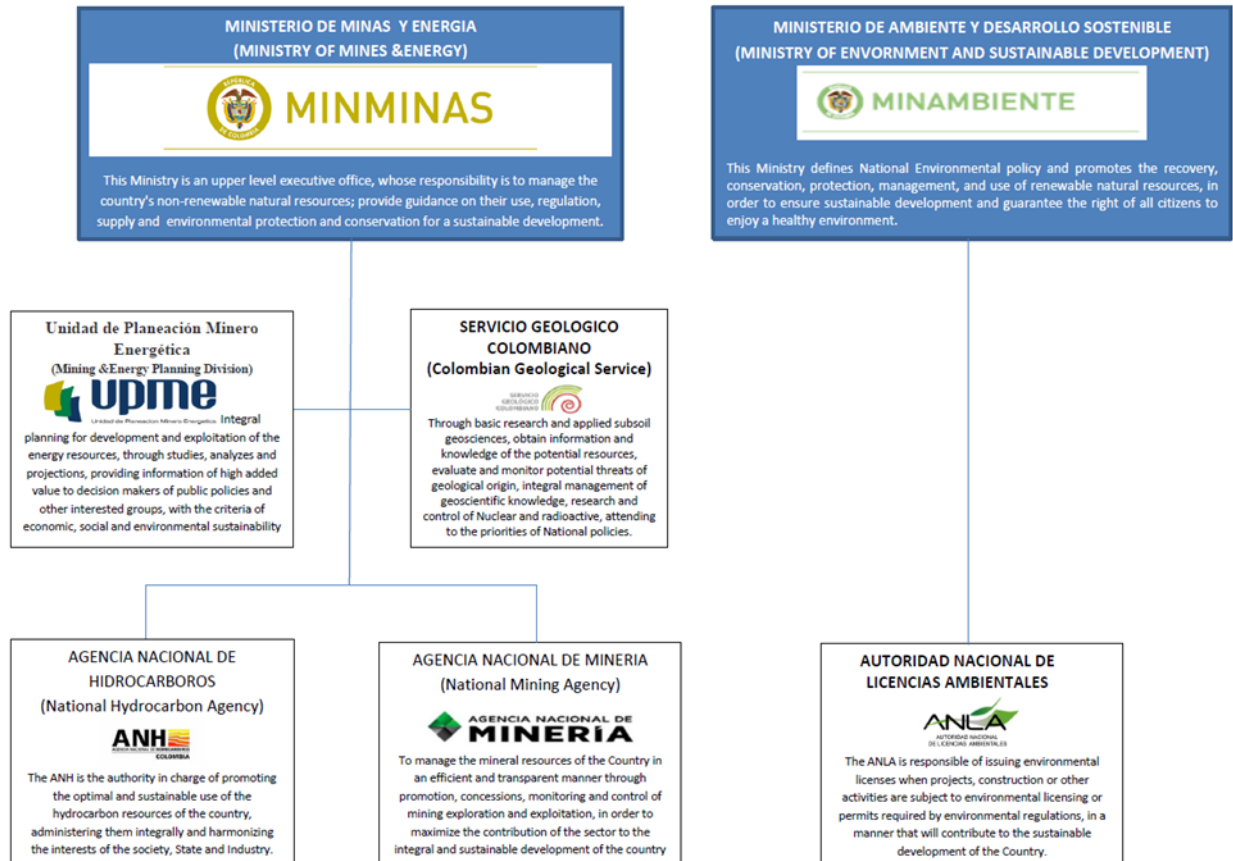 MINISTERIO DE MINAS Y ENERGIA
(MINISTRY OF MINES &ENERGY)
REPÚBLICA
DE COLOMBIA
MINMINAS
This Ministry is an upper level executive office, whose responsibility is to manage the
country's non-renewable natural resources; provide guidance on their use, regulation,
supply and environmental protection and conservation for a sustainable development.
MINISTERIO DE AMBIENTE Y DESARROLLO SOSTENIBLE
(MINISTRY OF ENVORNMENT AND SUSTAINABLE DEVELOPMENT)
MINAMBIENTE
This Ministry defines National Environmental policy and promotes the recovery,
conservation, protection, management, and use of renewable natural resources, in
order to ensure sustainable development and guarantee the right of all citizens to
enjoy a healthy environment.
Unidad de Planeación Minero
Energética
(Mining &Energy Planning Division)
upme
Unidad de Planeacion Minero Energetica Integral
planning for development and exploitation of the
energy resources, through studies, analyzes and
projections, providing information of high added
value to decision makers of public policies and
other interested groups, with the criteria of
economic, social and environmental sustainability
SERVICIO GEOLOGICO
COLOMBIANO
(Colombian Geological Service)
SERVICIO
GEOLÓGICO
COLOMBIANO
Through basic research and applied subsoil
geosciences, obtain information and
knowledge of the potential resources,
evaluate and monitor potential threats of
geological origin, integral management of
geoscientific knowledge, research and
control of Nuclear and radioactive, attending
to the priorities of National policies.
AGENCIA NACIONAL DE
HIDROCARBOROS
(National Hydrocarbon Agency)
ANH
AGENCIA NACIONAL DE HIDROCARBUROS
COLOMBIA
The ANH is the authority in charge of promoting
the optimal and sustainable use of the
hydrocarbon resources of the country,
administering them integrally and harmonizing
the interests of the society, State and Industry.
AGENCIA NACIONAL DE MINERIA
(National Mining Agency)
AGENCIA NACIONAL DE
MINERÍA
To manage the mineral resources of the Country in
an efficient and transparent manner through
promotion, concessions, monitoring and control of
mining exploration and exploitation, in order to
maximize the contribution of the sector to the
integral and sustainable development of the country
AUTORIDAD NACIONAL DE
LICENCIAS AMBIENTALES
ANLA
AUTORIDAD NACIONAL
DE LICENCIAS AMBIENTALES
The ANLA is responsible of issuing environmental
licenses when projects, construction or other
activities are subject to environmental licensing or
permits required by environmental regulations, in a
manner that will contribute to the sustainable
development of the Country.